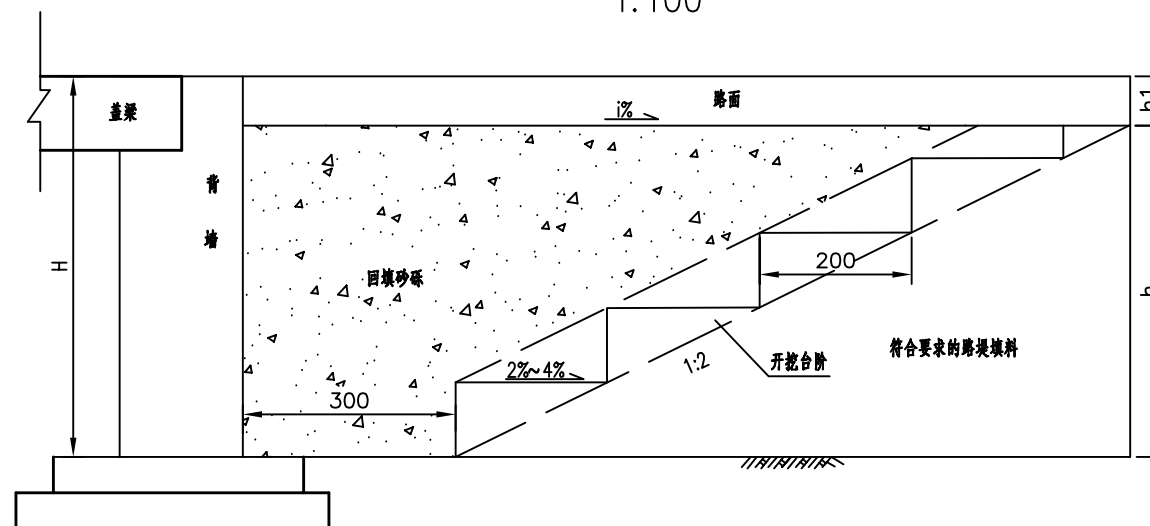 1:100
盖梁
i%
路面
h1
背
墙
H
回填砂砾
200
h
符合要求的路堤填料
1:2
开挖台阶
2%~4%
300